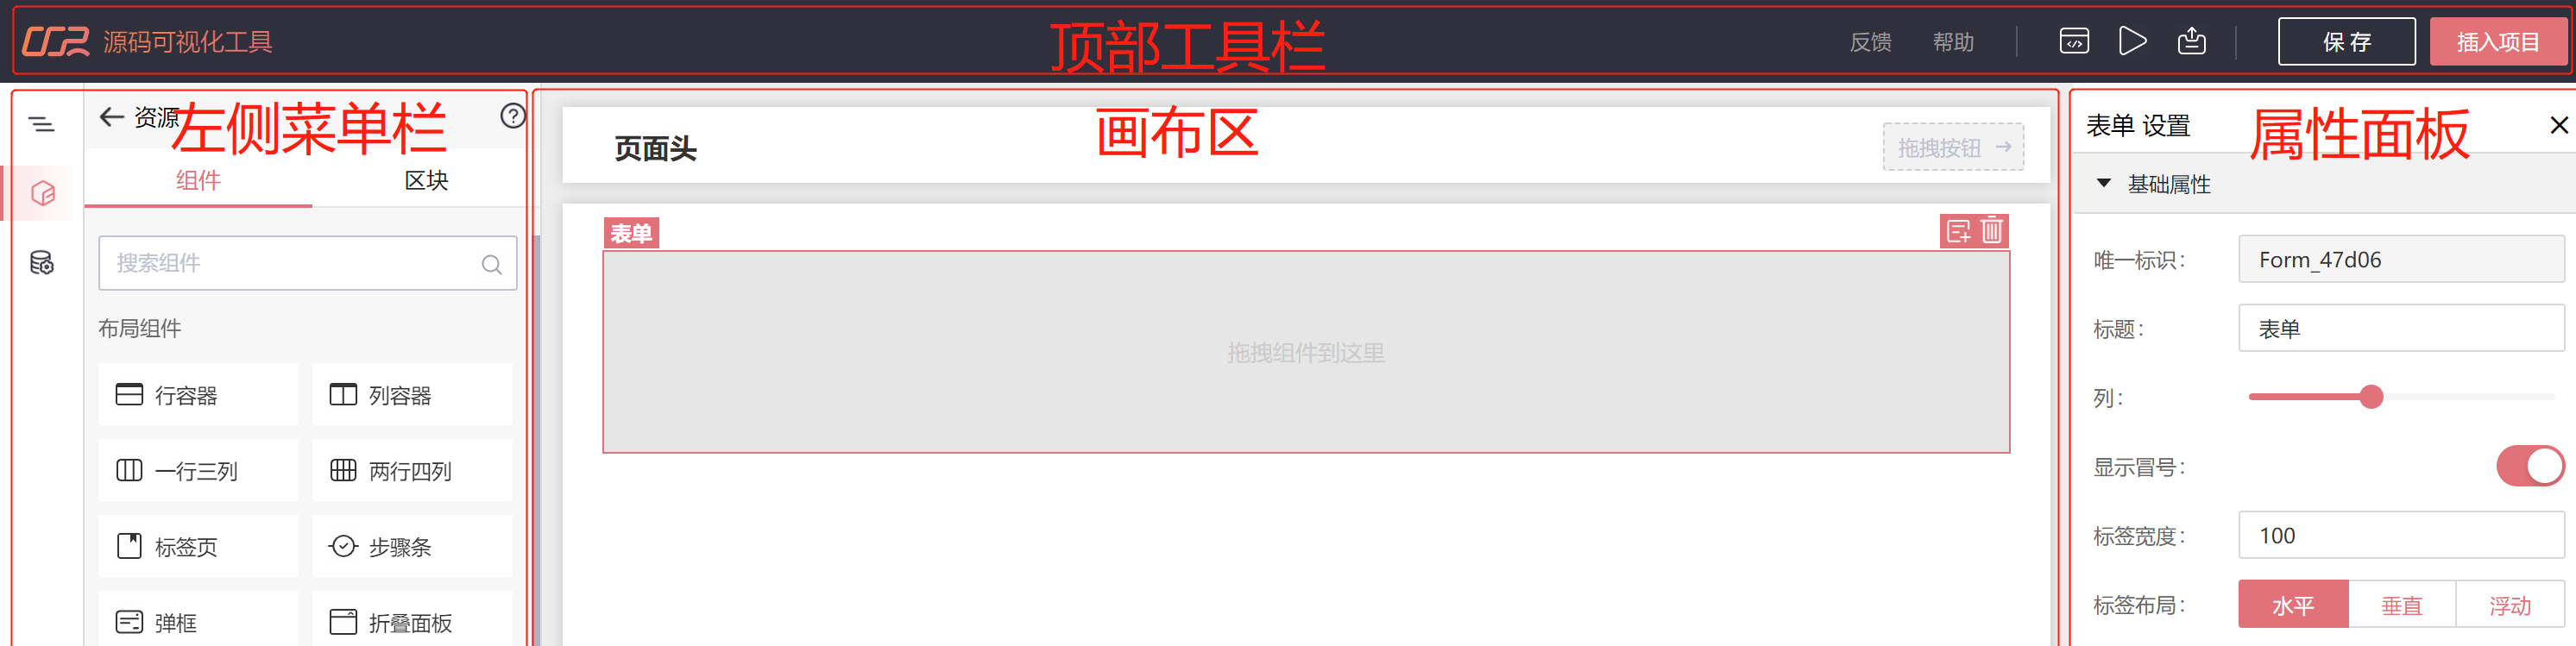 源码可视化工具
顶部工具栏
反馈
帮助
保 存
插入项目
资源
左侧菜单栏
组件
区块
搜索组件
布局组件
行容器
列容器
一行三列
两行四列
标签页
步骤条
弹框
折叠面板
画布区
页面头
拖拽按钮
表单
拖拽组件到这里
表单 设置
属性面板
基础属性
唯一标识：
Form_47d06
标题：
表单
列：
显示冒号：
标签宽度：
100
标签布局：
水平
垂直
浮动